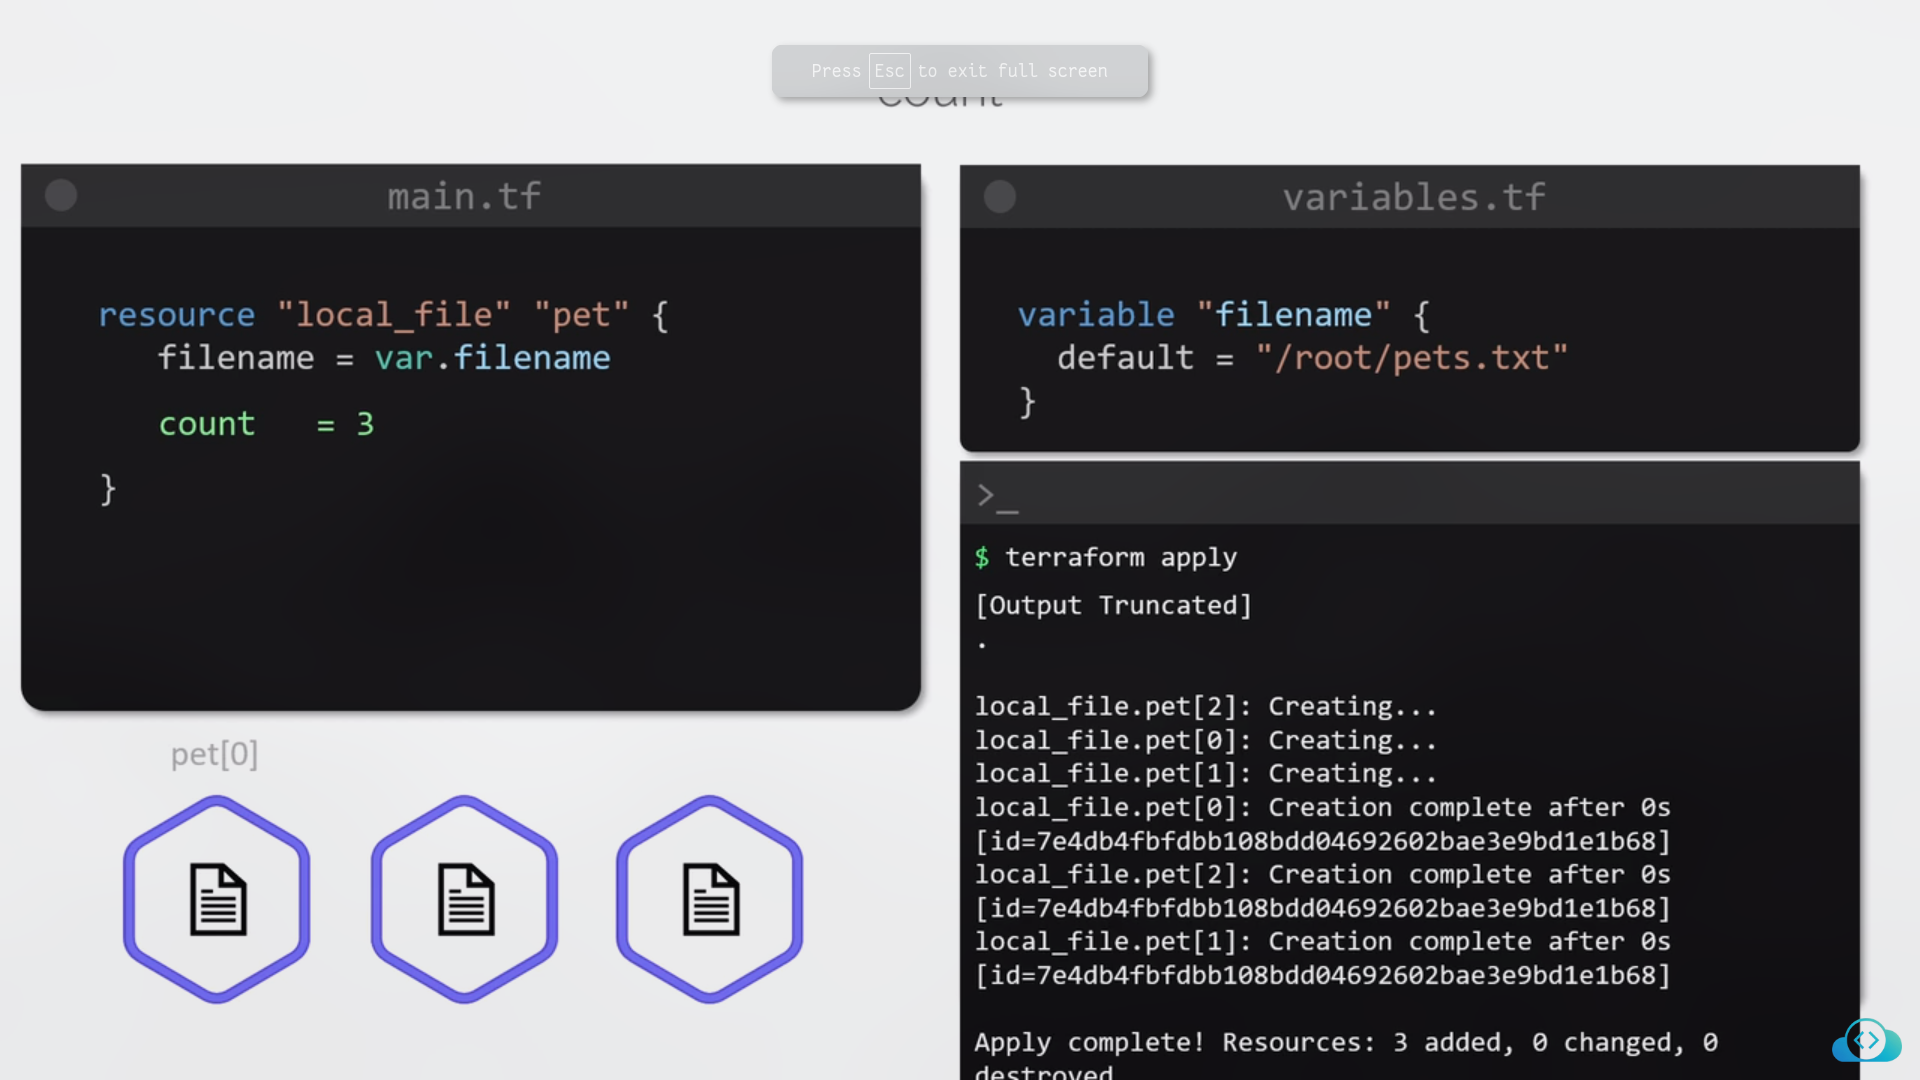 Press Esc to exit full screen
count
main.tf
resource "local_file" "pet" {
filename = var.filename
count = 3
}
pet[0]
variables.tf
variable "filename" {
default = "/root/pets.txt"
}
>_
$ terraform apply
[Output Truncated]
.
local_file.pet[2]: Creating...
local_file.pet[0]: Creating...
local_file.pet[1]: Creating...
local_file.pet[0]: Creation complete after 0s
[id=7e4db4fbfdbb108bdd04692602bae3e9bd1e1b68]
local_file.pet[2]: Creation complete after 0s
[id=7e4db4fbfdbb108bdd04692602bae3e9bd1e1b68]
local_file.pet[1]: Creation complete after 0s
[id=7e4db4fbfdbb108bdd04692602bae3e9bd1e1b68]
Apply complete! Resources: 3 added, 0 changed, 0
destroyed